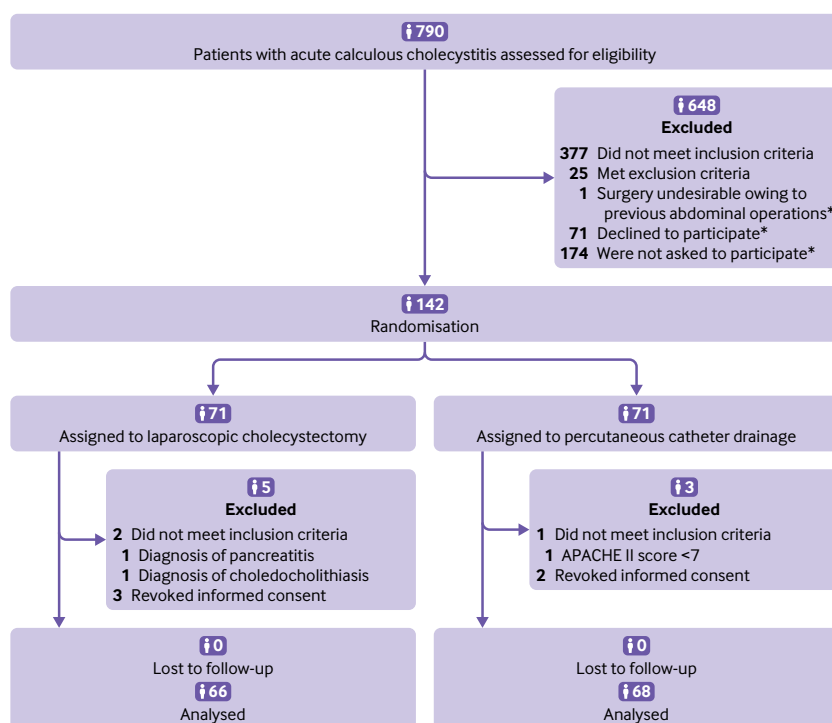 790
Patients with acute calculous cholecystitis assessed for eligibility
648
Excluded
377 Did not meet inclusion criteria
25 Met exclusion criteria
1 Surgery undesirable owing to
previous abdominal operations*
71 Declined to participate*
174 Were not asked to participate*
142
Randomisation
71
Assigned to laparoscopic cholecystectomy
71
Assigned to percutaneous catheter drainage
5
Excluded
2 Did not meet inclusion criteria
1 Diagnosis of pancreatitis
1 Diagnosis of choledocholithiasis
3 Revoked informed consent
3
Excluded
1 Did not meet inclusion criteria
1 APACHE II score <7
2 Revoked informed consent
0
Lost to follow-up
66
Analysed
0
Lost to follow-up
68
Analysed